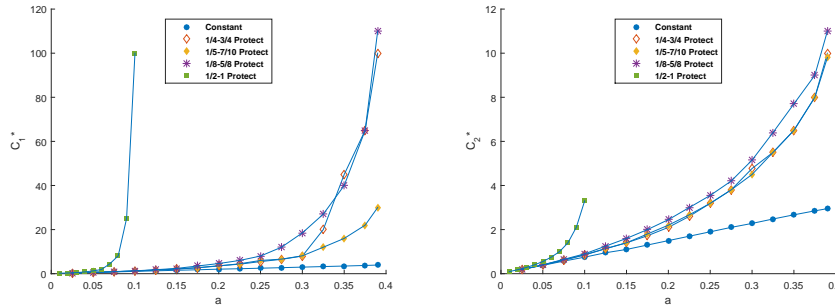 120
100
80
60
40
20
0
C1*
0
0.05
0.1
0.15
0.2
0.25
0.3
0.35
0.4
a
Constant
1/4-3/4 Protect
1/5-7/10 Protect
1/8-5/8 Protect
1/2-1 Protect
12
10
8
6
4
2
0
C2*
0
0.05
0.1
0.15
0.2
0.25
0.3
0.35
a
Constant
1/4-3/4 Protect
1/5-7/10 Protect
1/8-5/8 Protect
1/2-1 Protect